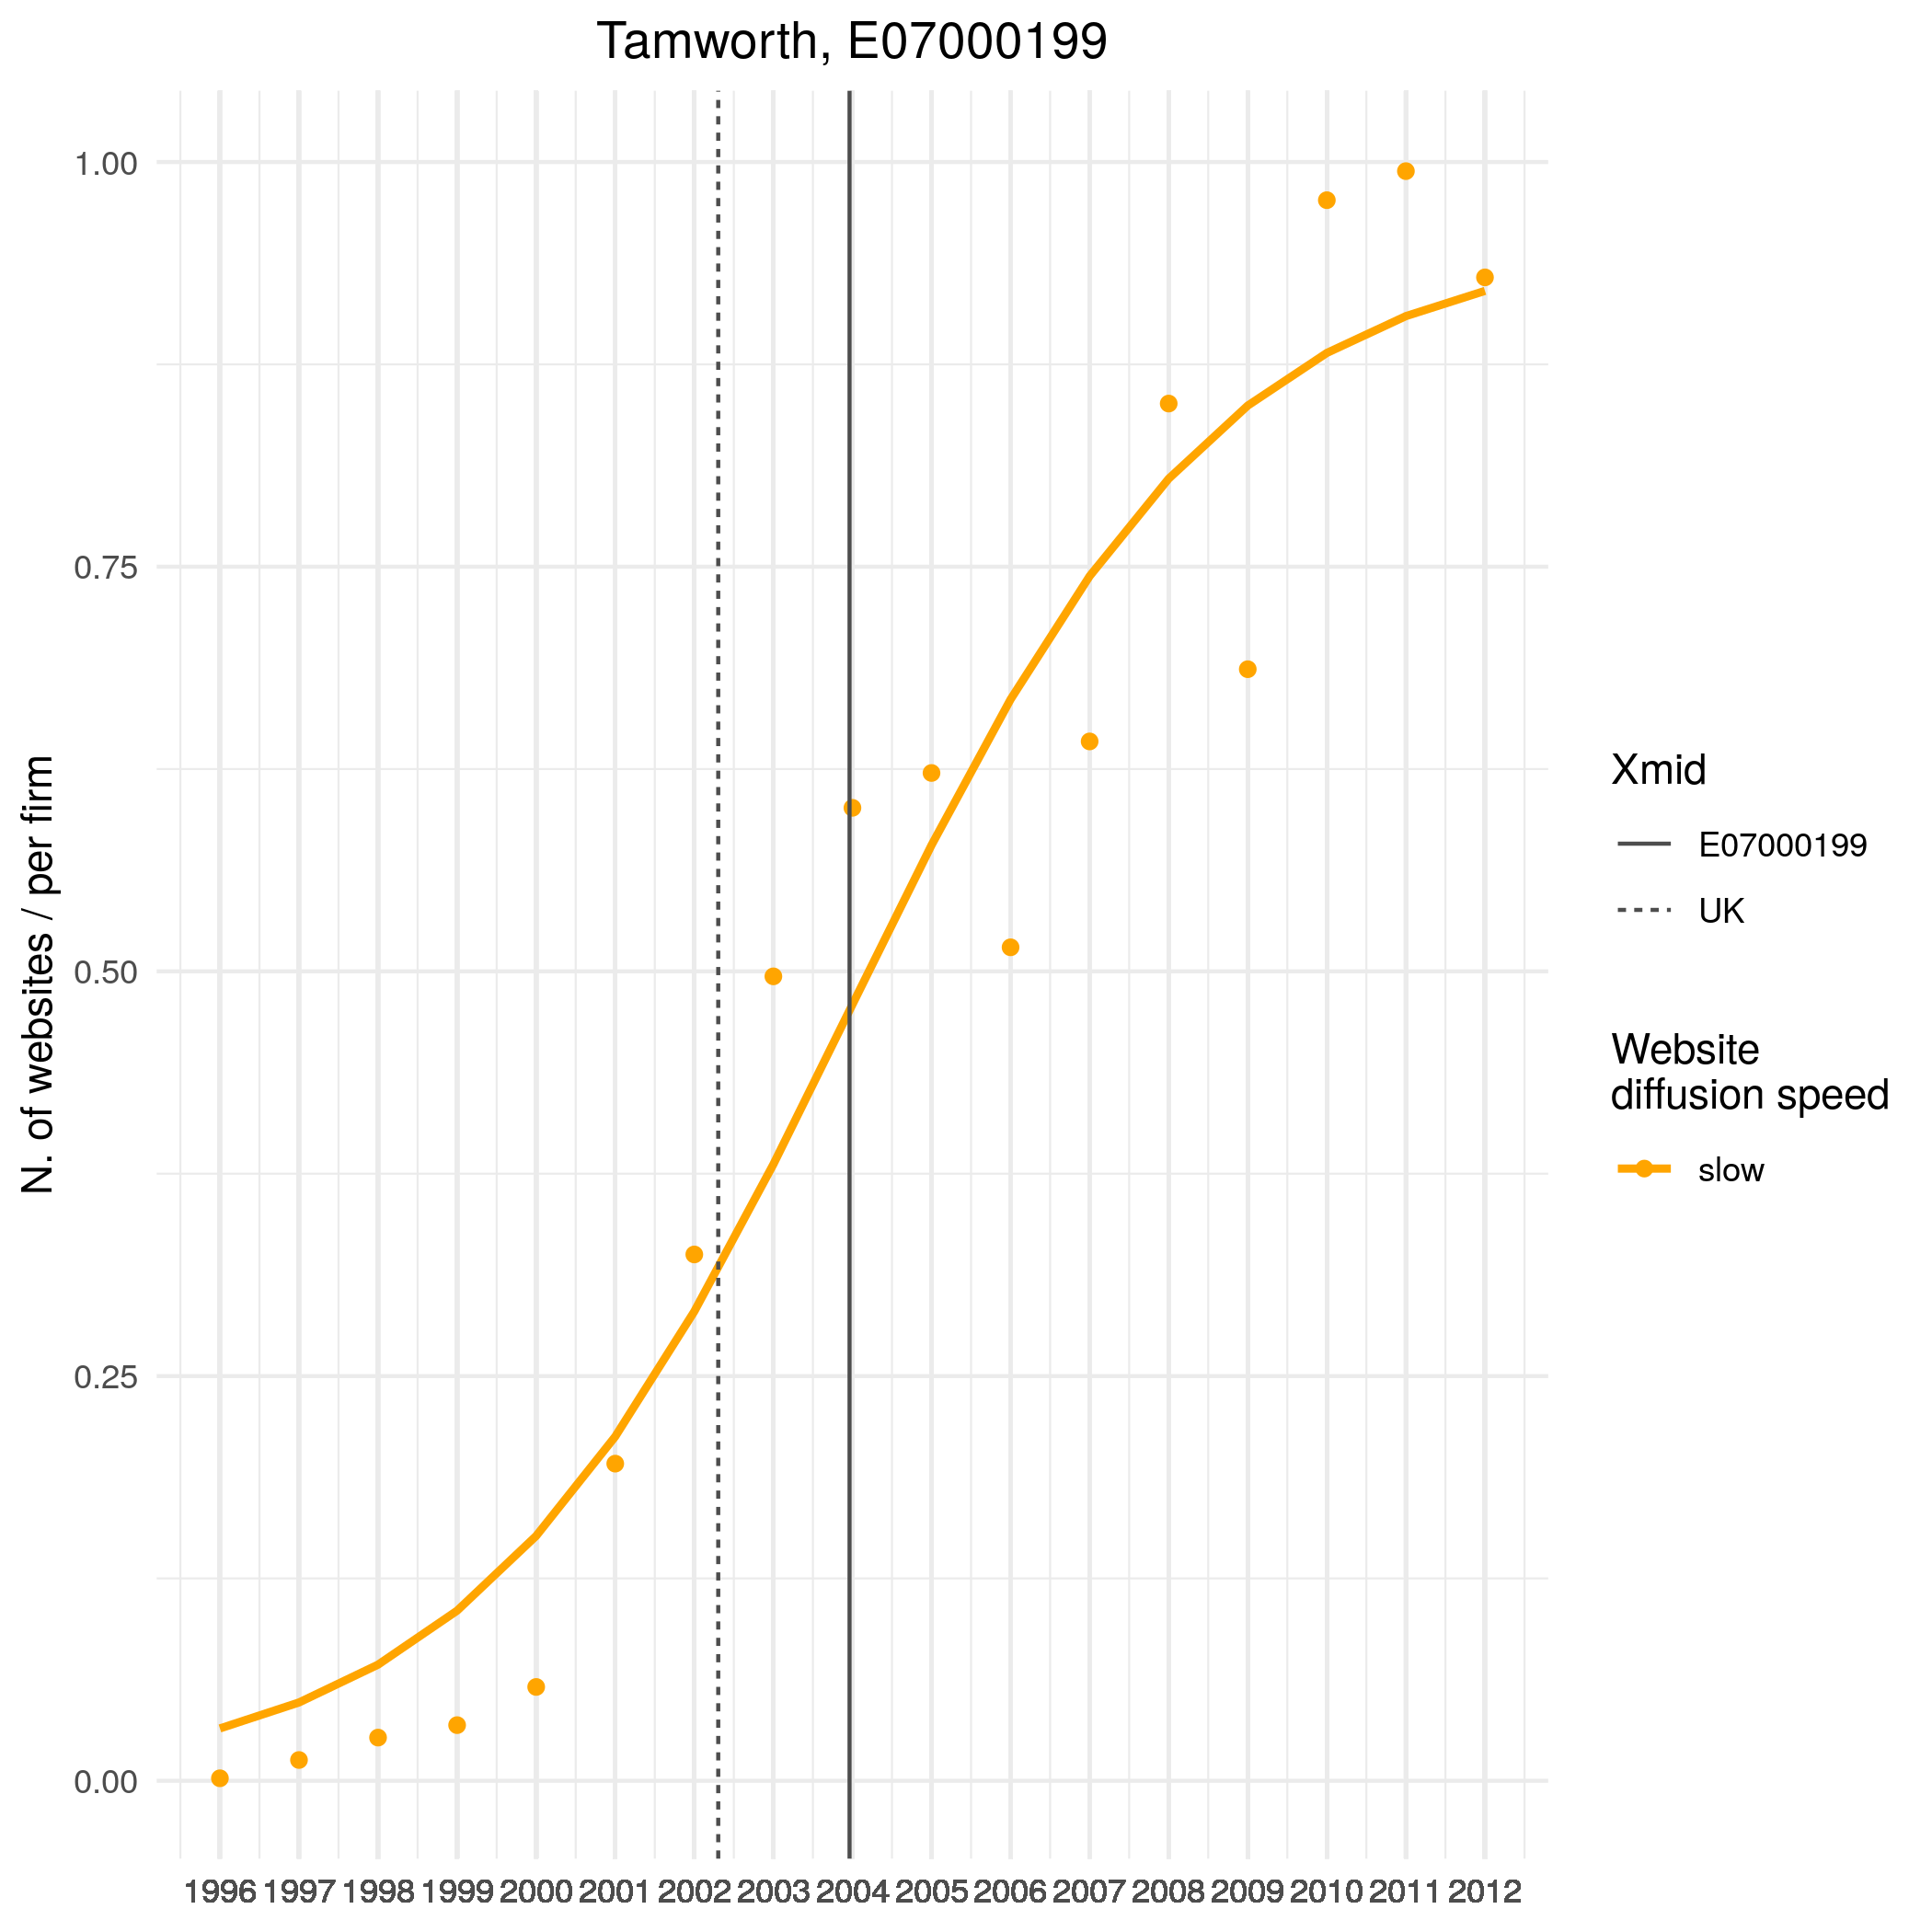 Tamworth, E07000199
N. of websites / per firm
1.00
0.75
0.50
0.25
0.00
1996 1997 1998 1999 2000 2001 2002 2003 2004 2005 2006 2007 2008 2009 2010 2011 2012
Xmid
E07000199
UK
Website
diffusion speed
slow